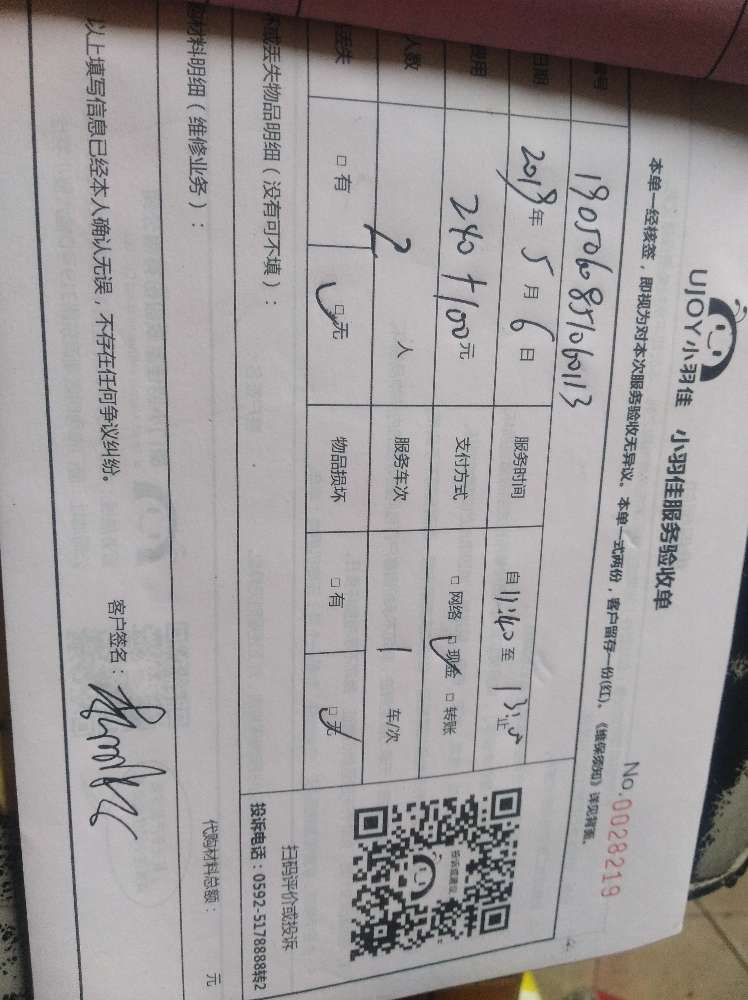 UJOY小羽佳 小羽佳服务验收单
No.0028219
本单一经核签，即视为对本次服务验收无异议。本单一式两份，客户留存一份(红)。《维保须知》详见背面。
号 190506851060113
日期 2019年5月6日 服务时间 自11:40至 止
用 240+100元 支付方式 □网络 □现金 □转账
人数 2人 服务车次 1 车/次
丢失 □有 □无 物品损坏 □有 □无
投诉或建议
扫码评价或投诉
投诉电话：0592-5178888转2
或丢失物品明细（没有可不填）：
材料明细（维修业务）：
代购材料总额： 元
以上填写信息已经本人确认无误，不存在任何争议纠纷。 客户签名：